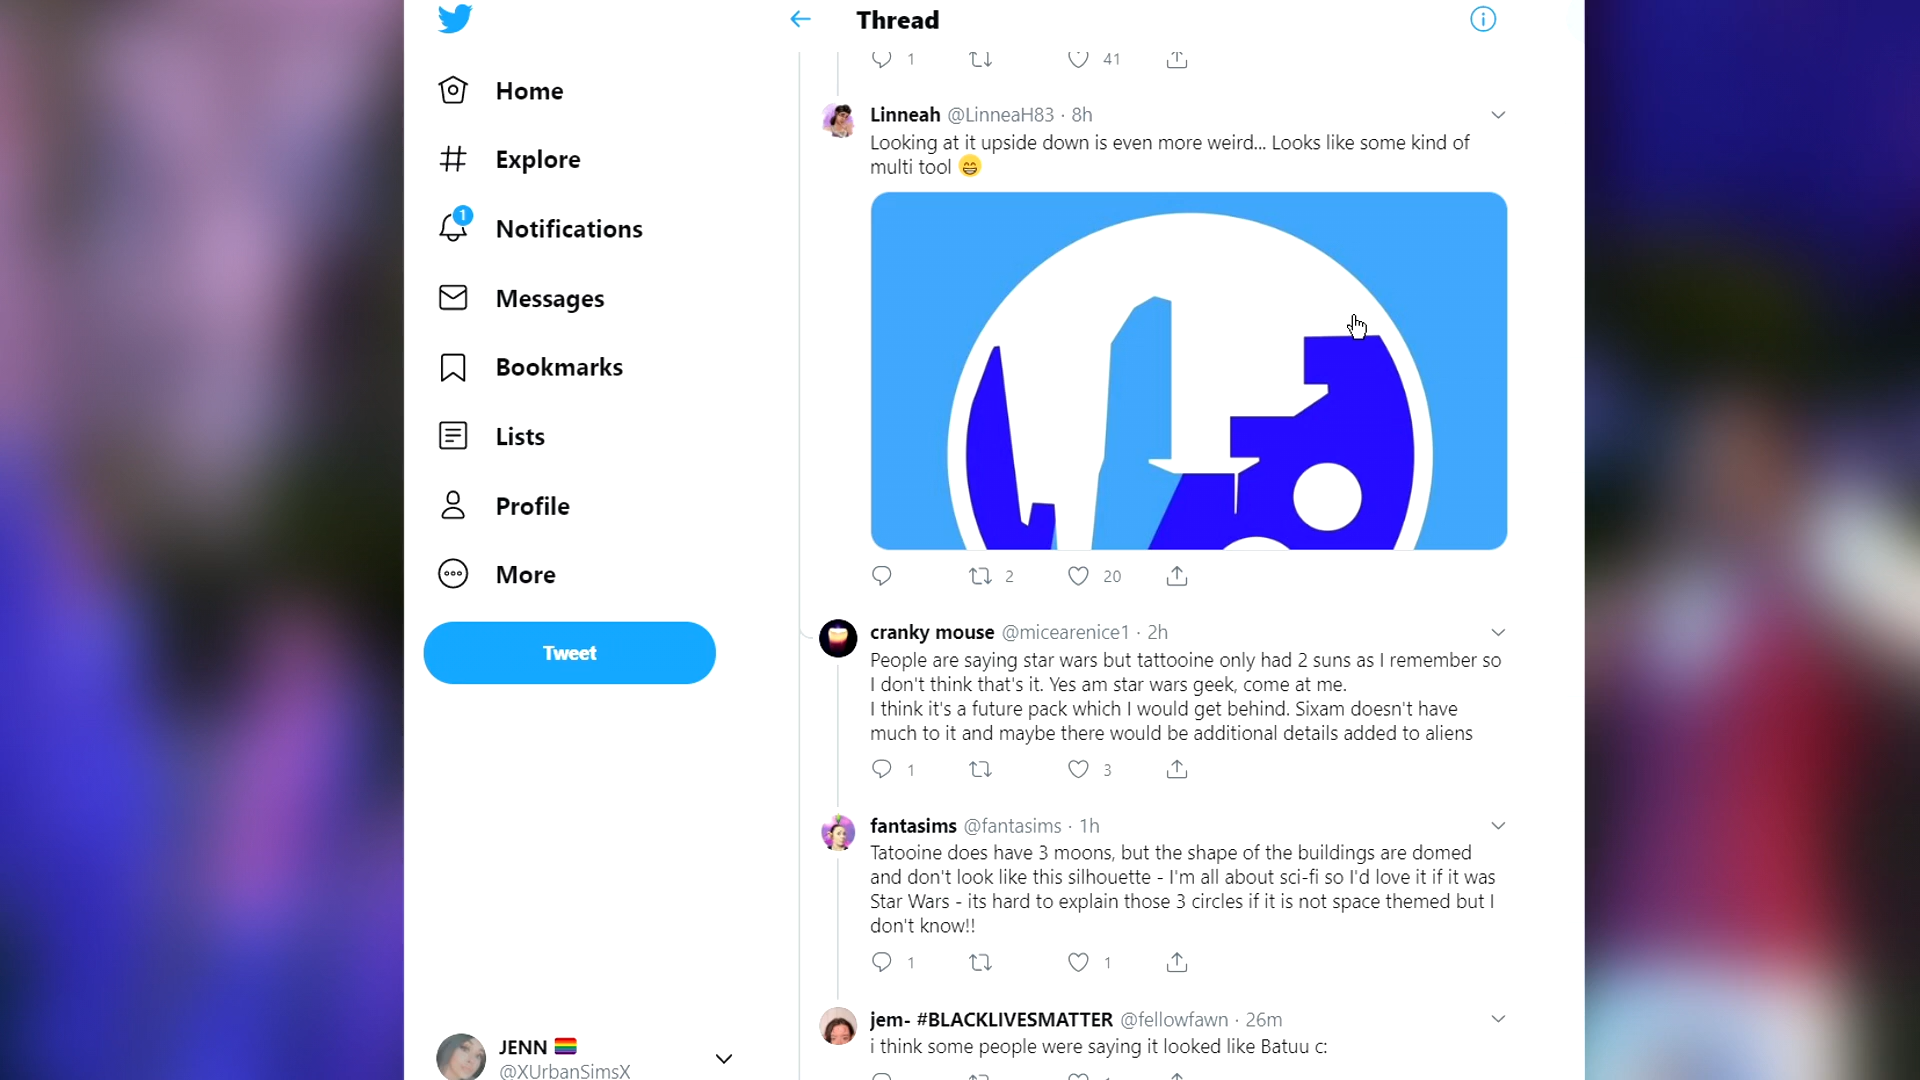 Thread
1 41
Home
Explore
1
Notifications
Messages
Bookmarks
Lists
Profile
More
Tweet
JENN
@XUrbanSimsX
Linneah @LinneaH83 · 8h
Looking at it upside down is even more weird... Looks like some kind of
multi tool
2 20
cranky mouse @micearenice1 · 2h
People are saying star wars but tattooine only had 2 suns as I remember so
I don't think that's it. Yes am star wars geek, come at me.
I think it's a future pack which I would get behind. Sixam doesn't have
much to it and maybe there would be additional details added to aliens
1 3
fantasims @fantasims · 1h
Tatooine does have 3 moons, but the shape of the buildings are domed
and don't look like this silhouette - I'm all about sci-fi so I'd love it if it was
Star Wars - its hard to explain those 3 circles if it is not space themed but I
don't know!!
1 1
jem- #BLACKLIVESMATTER @fellowfawn · 26m
i think some people were saying it looked like Batuu c: